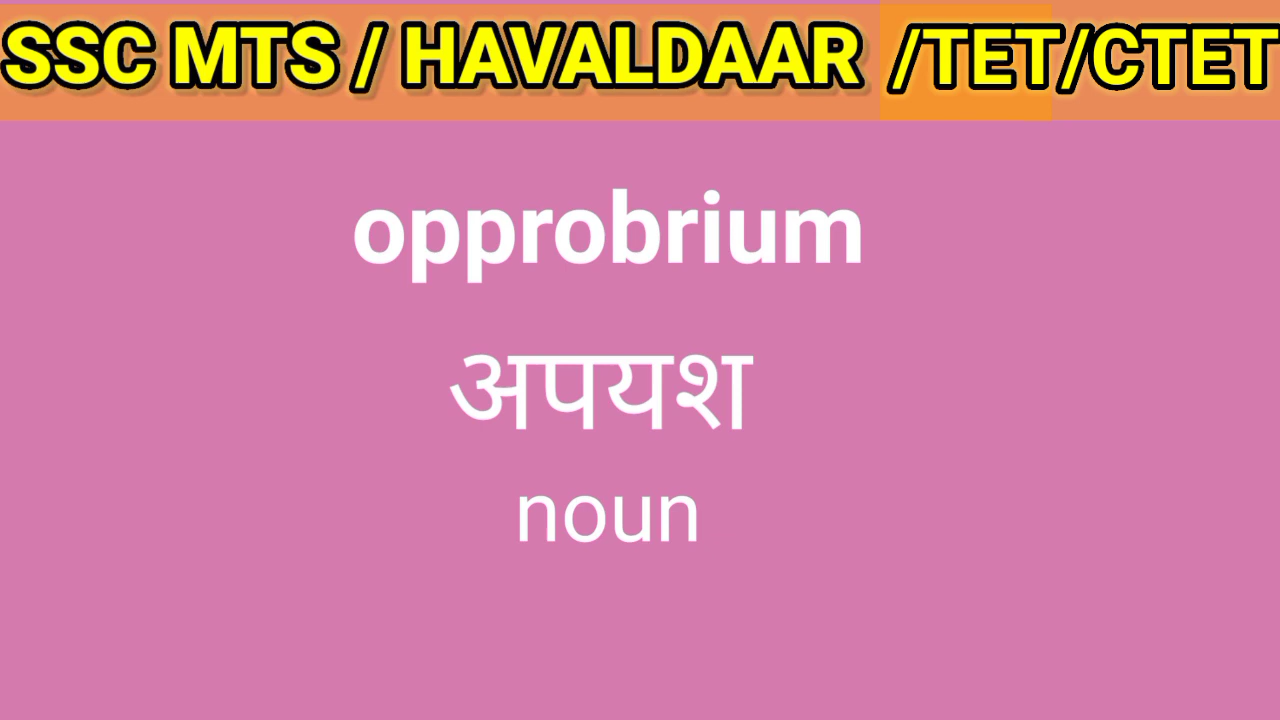 SSC MTS / HAVALDAAR /TET/CTET
opprobrium
अपयश
noun